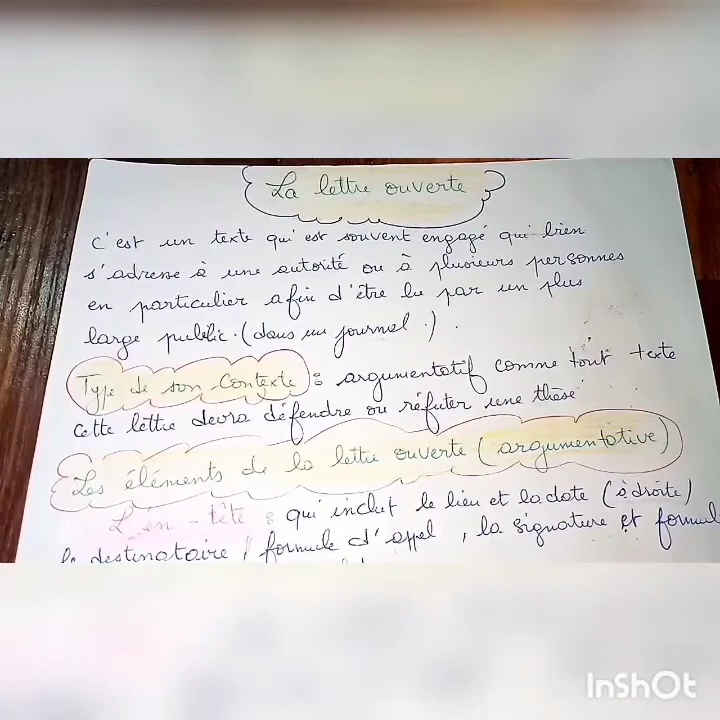 La lettre ouverte
C'est un texte qui est souvent engagé qui bien
s'adresse à une autorité ou à plusieurs personnes
en particulier afin d'être lu par un plus
large public. (dans un journal.).
Type de son contexte : argumentatif comme tout texte
cette lettre devra défendre ou réfuter une thèse
Les éléments de la lettre ouverte (argumentative)
L'en-tête : qui inclut le lieu et la date (à droite)
le destinataire, formule d'appel, la signature et formul
InShOt